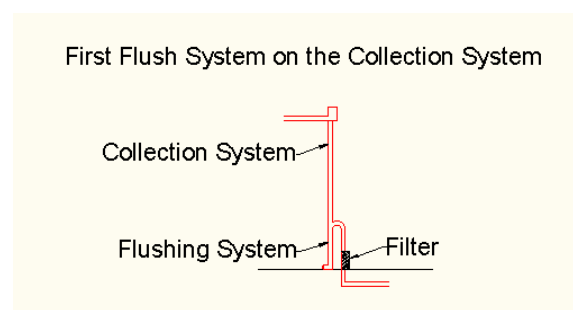 First Flush System on the Collection System
Collection System
Flushing System
Filter